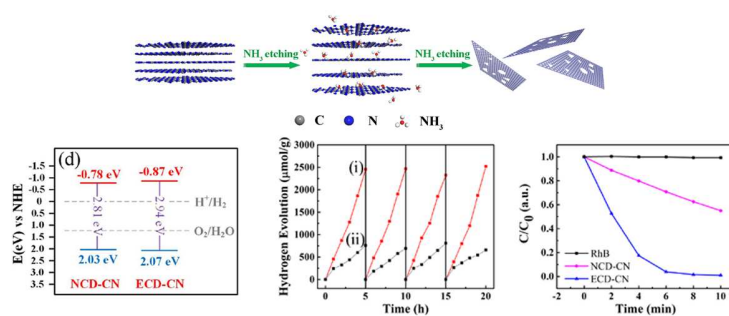 NH3 etching
NH3 etching
C N NH3
(d)
E(eV) vs NHE
-1.5
-1.0
-0.5
0
0.5
1.0
1.5
2.0
2.5
3.0
3.5
-0.78 eV -0.87 eV
2.81 eV 2.94 eV
H+/H2
O2/H2O
2.03 eV 2.07 eV
NCD-CN ECD-CN
Hydrogen Evolution (μmol/g)
3000
2500
2000
1500
1000
500
0
(i)
(ii)
0 5 10 15 20
Time (h)
C/C0 (a.u.)
1.0
0.8
0.6
0.4
0.2
0.0
RhB
NCD-CN
ECD-CN
-2 0 2 4 6 8 10
Time (min)